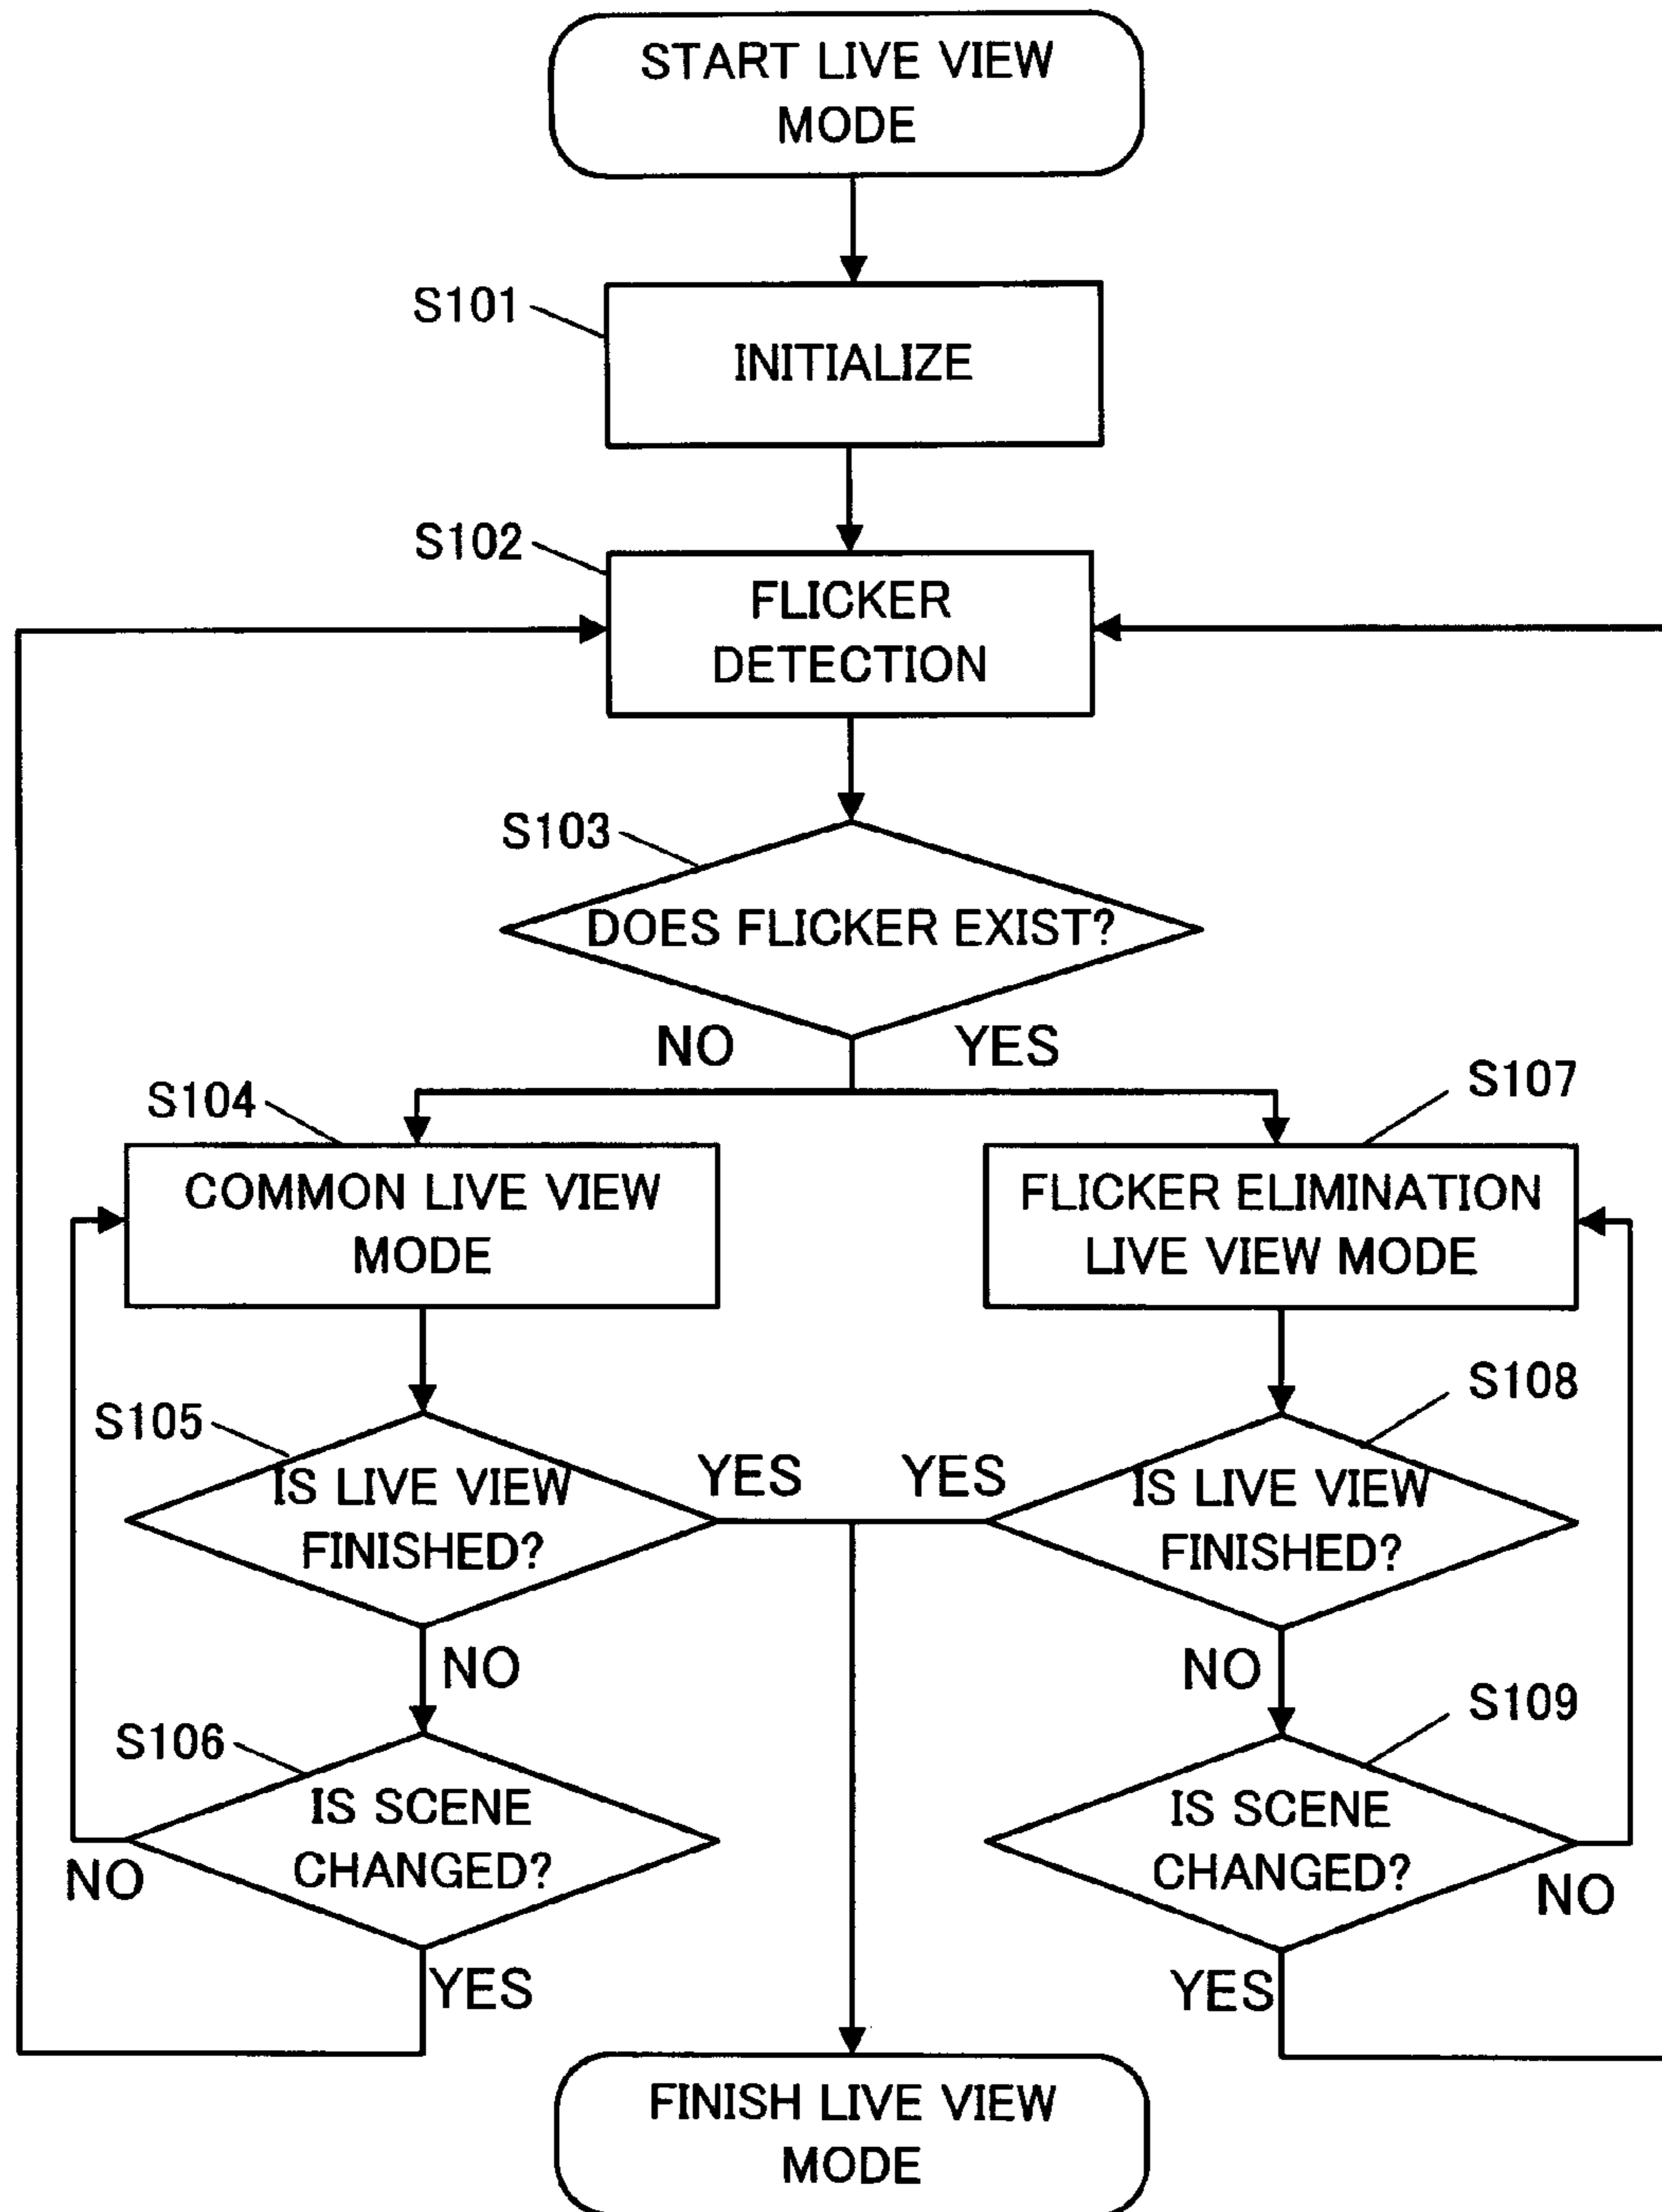 START LIVE VIEW
MODE
S101
INITIALIZE
S102
FLICKER
DETECTION
S103
DOES FLICKER EXIST?
NO
YES
S104
COMMON LIVE VIEW
MODE
S107
FLICKER ELIMINATION
LIVE VIEW MODE
S105
IS LIVE VIEW
FINISHED?
YES
YES
S108
IS LIVE VIEW
FINISHED?
NO
NO
S106
IS SCENE
CHANGED?
NO
YES
S109
IS SCENE
CHANGED?
NO
YES
FINISH LIVE VIEW
MODE